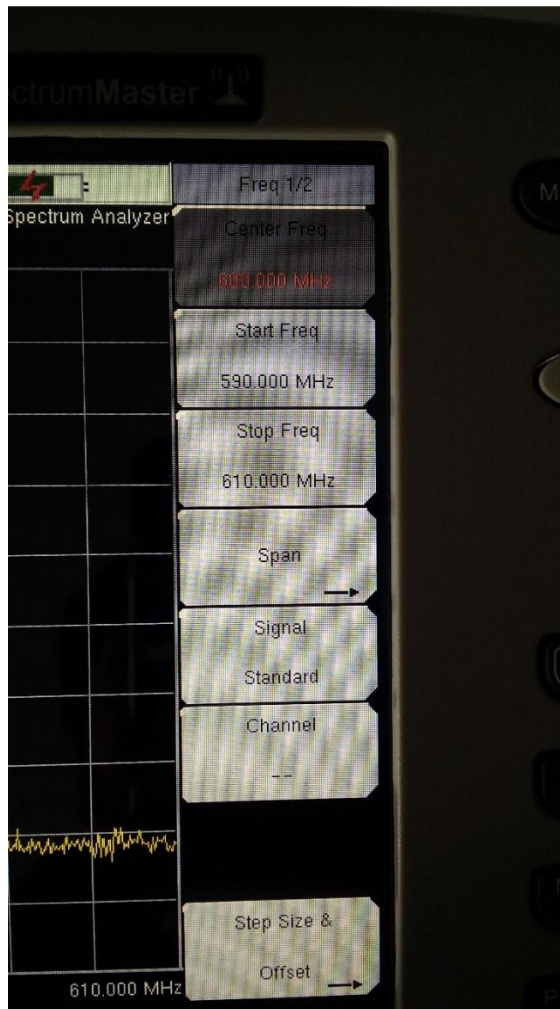 ctrumMaster
Freq 1/2
Spectrum Analyzer
Center Freq
600.000 MHz
Start Freq
590.000 MHz
Stop Freq
610.000 MHz
Span
Signal
Standard
Channel
--
Step Size &
Offset
610.000 MHz